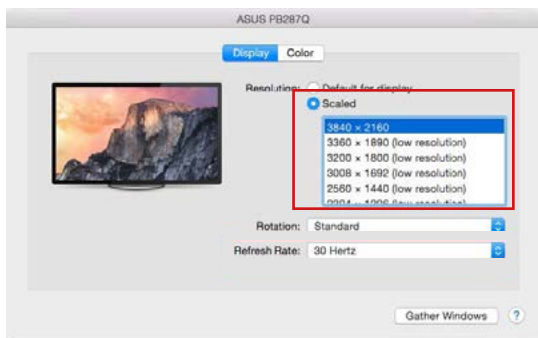 ASUS PB287Q
Display Color
Resolution: Default for display
Scaled
3840 × 2160
3360 × 1890 (low resolution)
3200 × 1800 (low resolution)
3008 × 1692 (low resolution)
2560 × 1440 (low resolution)
Rotation: Standard
Refresh Rate: 30 Hertz
Gather Windows ?